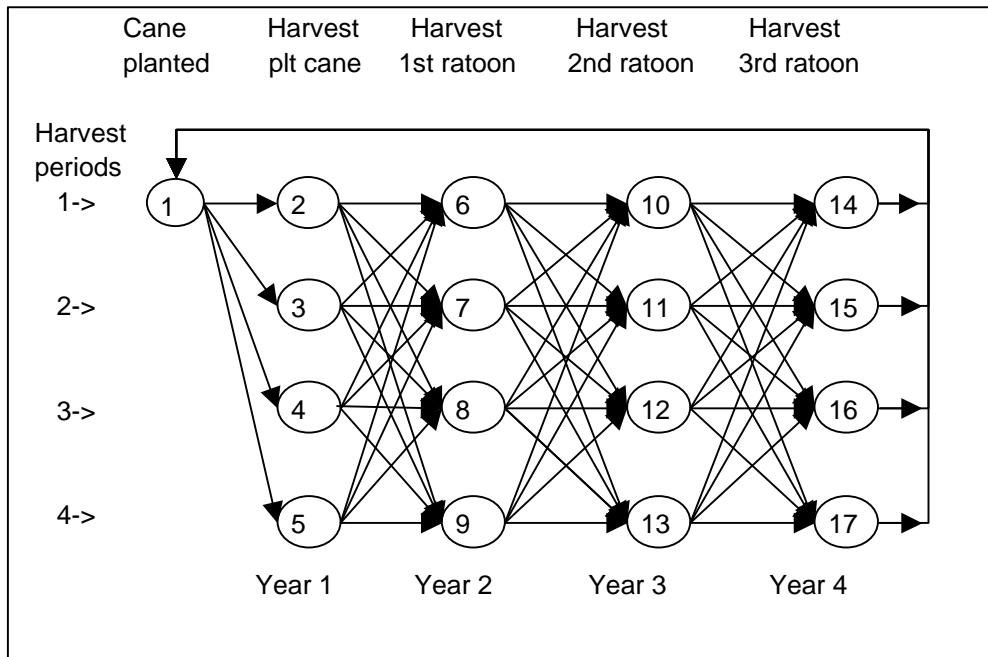 Cane Harvest Harvest Harvest Harvest
planted plt cane 1st ratoon 2nd ratoon 3rd ratoon
Harvest
periods
1-> 1 2 6 10 14
2-> 3 7 11 15
3-> 4 8 12 16
4-> 5 9 13 17
Year 1 Year 2 Year 3 Year 4